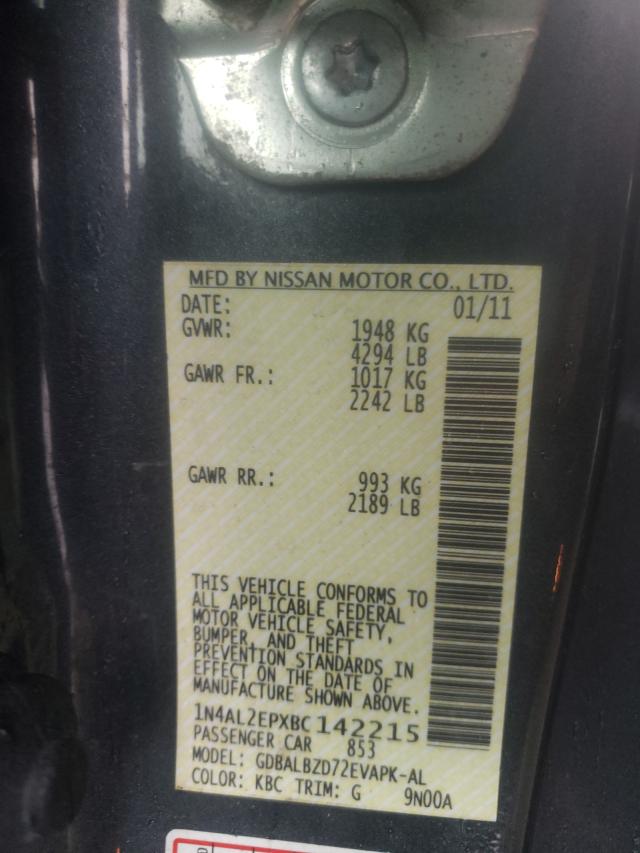 MFD BY NISSAN MOTOR CO., LTD.
DATE: 01/11
GVWR: 1948 KG
4294 LB
GAWR FR.: 1017 KG
2242 LB
GAWR RR.: 993 KG
2189 LB
THIS VEHICLE CONFORMS TO
ALL APPLICABLE FEDERAL
MOTOR VEHICLE SAFETY,
BUMPER, AND THEFT
PREVENTION STANDARDS IN
EFFECT ON THE DATE OF
MANUFACTURE SHOWN ABOVE.
1N4AL2EPXBC142215
PASSENGER CAR 853
MODEL: GDBALBZD72EVAPK-AL
COLOR: KBC TRIM: G 9N00A